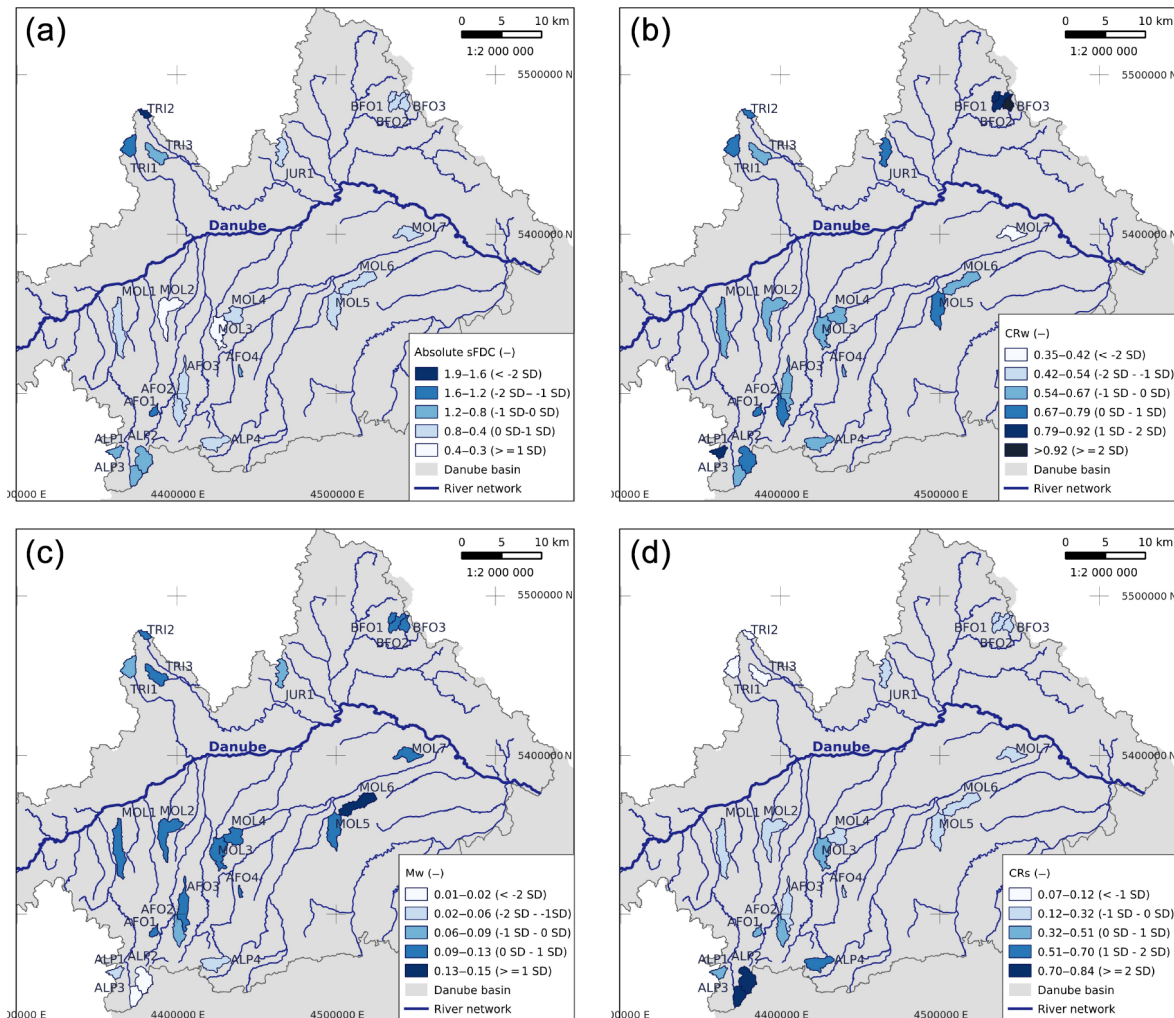 (a)
0 5 10 km
1:2 000 000
5500000 N
TRI2
TRI3
TRI1
BFO1
BFO3
BFO2
JUR1
Danube
MOL7
5400000 N
MOL6
MOL1
MOL2
MOL4
MOL5
MOL3
AFO3
AFO4
AFO2
AFO1
ALP1
ALP2
ALP4
ALP3
00000 E
4400000 E
4500000 E
Absolute sFDC (–)
1.9–1.6 (< -2 SD)
1.6–1.2 (-2 SD– -1 SD)
1.2–0.8 (-1 SD-0 SD)
0.8–0.4 (0 SD-1 SD)
0.4–0.3 (> =1 SD)
Danube basin
River network
(b)
0 5 10 km
1:2 000 000
5500000 N
TRI2
TRI3
TRI1
BFO1
BFO3
BFO2
JUR1
Danube
MOL7
5400000 N
MOL6
MOL1
MOL2
MOL4
MOL5
MOL3
AFO3
AFO4
AFO2
AFO1
ALP1
ALP2
ALP4
ALP3
00000 E
4400000 E
4500000 E
CRw (–)
0.35–0.42 (< -2 SD)
0.42–0.54 (-2 SD - -1 SD)
0.54–0.67 (-1 SD - 0 SD)
0.67–0.79 (0 SD - 1 SD)
0.79–0.92 (1 SD - 2 SD)
>0.92 (> =2 SD)
Danube basin
River network
(c)
0 5 10 km
1:2 000 000
5500000 N
TRI2
TRI3
TRI1
BFO1
BFO3
BFO2
JUR1
Danube
MOL7
5400000 N
MOL6
MOL1
MOL2
MOL4
MOL5
MOL3
AFO3
AFO4
AFO2
AFO1
ALP1
ALP2
ALP4
ALP3
00000 E
4400000 E
4500000 E
Mw (–)
0.01–0.02 (< -2 SD)
0.02–0.06 (-2 SD - -1SD)
0.06–0.09 (-1 SD - 0 SD)
0.09–0.13 (0 SD - 1 SD)
0.13–0.15 (> =1 SD)
Danube basin
River network
(d)
0 5 10 km
1:2 000 000
5500000 N
TRI2
TRI3
TRI1
BFO1
BFO3
BFO2
JUR1
Danube
MOL7
5400000 N
MOL6
MOL1
MOL2
MOL4
MOL5
MOL3
AFO3
AFO4
AFO2
AFO1
ALP1
ALP2
ALP4
ALP3
00000 E
4400000 E
4500000 E
CRs (–)
0.07–0.12 (< -1 SD)
0.12–0.32 (-1 SD - 0 SD)
0.32–0.51 (0 SD - 1 SD)
0.51–0.70 (1 SD - 2 SD)
0.70–0.84 (> =2 SD)
Danube basin
River network